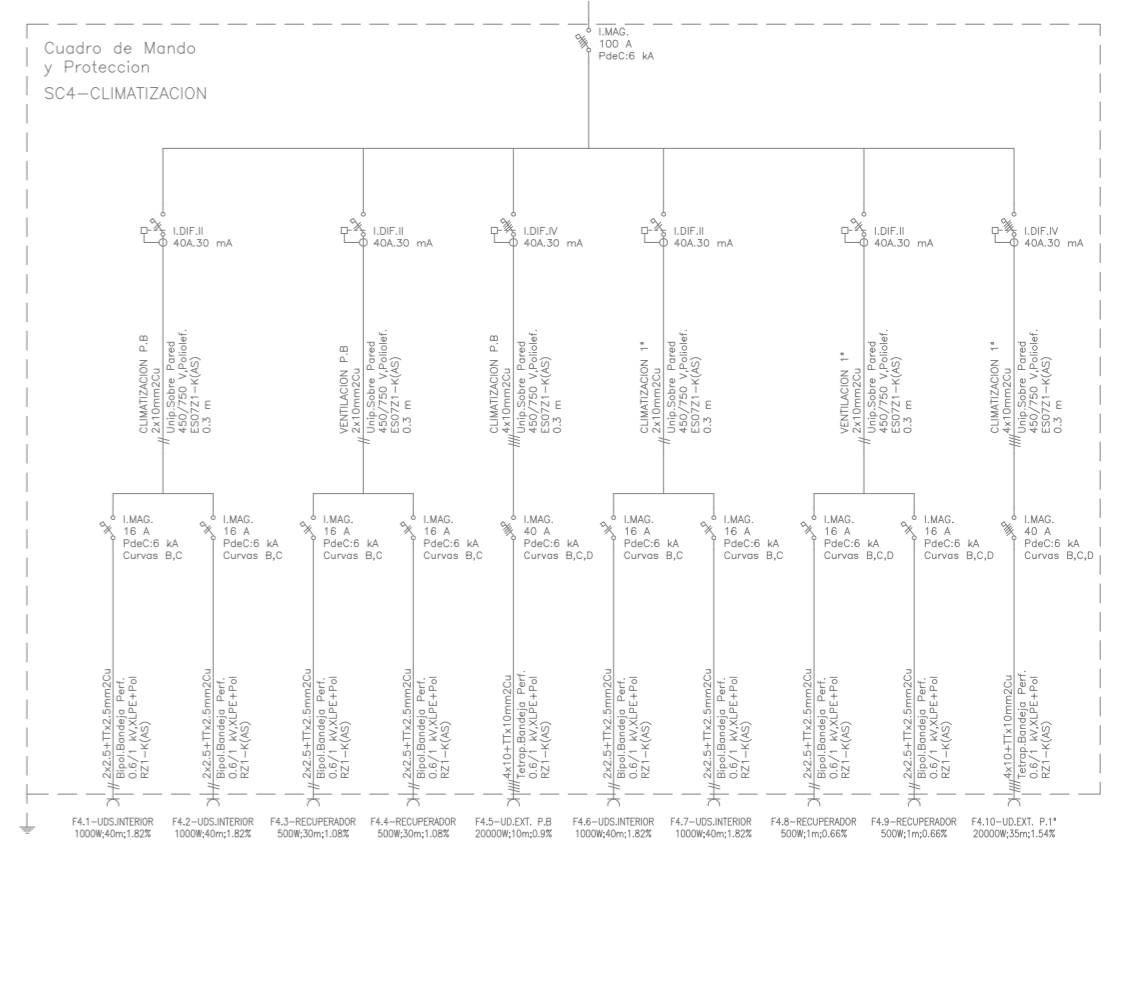 Cuadro de Mando
y Proteccion
SC4-CLIMATIZACION
I.MAG.
100 A
PdeC:6 kA
I.DIF.II
40A.30 mA
I.DIF.II
40A.30 mA
I.DIF.IV
40A.30 mA
I.DIF.II
40A.30 mA
I.DIF.II
40A.30 mA
I.DIF.IV
40A.30 mA
CLIMATIZACION P.B
2x10mm2Cu
Unip.Sobre Pared
450/750 V,Poliolef.
ES07Z1-K(AS)
0.3 m
VENTILACION P.B
2x10mm2Cu
Unip.Sobre Pared
450/750 V,Poliolef.
ES07Z1-K(AS)
0.3 m
CLIMATIZACION P.B
4x10mm2Cu
Unip.Sobre Pared
450/750 V,Poliolef.
ES07Z1-K(AS)
0.3 m
CLIMATIZACION 1ª
2x10mm2Cu
Unip.Sobre Pared
450/750 V,Poliolef.
ES07Z1-K(AS)
0.3 m
VENTILACION 1ª
2x10mm2Cu
Unip.Sobre Pared
450/750 V,Poliolef.
ES07Z1-K(AS)
0.3 m
CLIMATIZACION 1ª
4x10mm2Cu
Unip.Sobre Pared
450/750 V,Poliolef.
ES07Z1-K(AS)
0.3 m
I.MAG.
16 A
PdeC:6 kA
Curvas B,C
I.MAG.
16 A
PdeC:6 kA
Curvas B,C
I.MAG.
16 A
PdeC:6 kA
Curvas B,C
I.MAG.
16 A
PdeC:6 kA
Curvas B,C
I.MAG.
40 A
PdeC:6 kA
Curvas B,C,D
I.MAG.
16 A
PdeC:6 kA
Curvas B,C
I.MAG.
16 A
PdeC:6 kA
Curvas B,C
I.MAG.
16 A
PdeC:6 kA
Curvas B,C,D
I.MAG.
16 A
PdeC:6 kA
Curvas B,C,D
I.MAG.
40 A
PdeC:6 kA
Curvas B,C,D
2x2.5+TTx2.5mm2Cu
Bipol.Bandeja Perf.
0.6/1 kV,XLPE+Pol
RZ1-K(AS)
2x2.5+TTx2.5mm2Cu
Bipol.Bandeja Perf.
0.6/1 kV,XLPE+Pol
RZ1-K(AS)
2x2.5+TTx2.5mm2Cu
Bipol.Bandeja Perf.
0.6/1 kV,XLPE+Pol
RZ1-K(AS)
2x2.5+TTx2.5mm2Cu
Bipol.Bandeja Perf.
0.6/1 kV,XLPE+Pol
RZ1-K(AS)
4x10+TTx10mm2Cu
Tetrap.Bandeja Perf.
0.6/1 kV,XLPE+Pol
RZ1-K(AS)
2x2.5+TTx2.5mm2Cu
Bipol.Bandeja Perf.
0.6/1 kV,XLPE+Pol
RZ1-K(AS)
2x2.5+TTx2.5mm2Cu
Bipol.Bandeja Perf.
0.6/1 kV,XLPE+Pol
RZ1-K(AS)
2x2.5+TTx2.5mm2Cu
Bipol.Bandeja Perf.
0.6/1 kV,XLPE+Pol
RZ1-K(AS)
2x2.5+TTx2.5mm2Cu
Bipol.Bandeja Perf.
0.6/1 kV,XLPE+Pol
RZ1-K(AS)
4x10+TTx10mm2Cu
Tetrap.Bandeja Perf.
0.6/1 kV,XLPE+Pol
RZ1-K(AS)
F4.1-UDS.INTERIOR
1000W;40m;1.82%
F4.2-UDS.INTERIOR
1000W;40m;1.82%
F4.3-RECUPERADOR
500W;30m;1.08%
F4.4-RECUPERADOR
500W;30m;1.08%
F4.5-UD.EXT. P.B
20000W;10m;0.9%
F4.6-UDS.INTERIOR
1000W;40m;1.82%
F4.7-UDS.INTERIOR
1000W;40m;1.82%
F4.8-RECUPERADOR
500W;1m;0.66%
F4.9-RECUPERADOR
500W;1m;0.66%
F4.10-UD.EXT. P.1ª
20000W;35m;1.54%